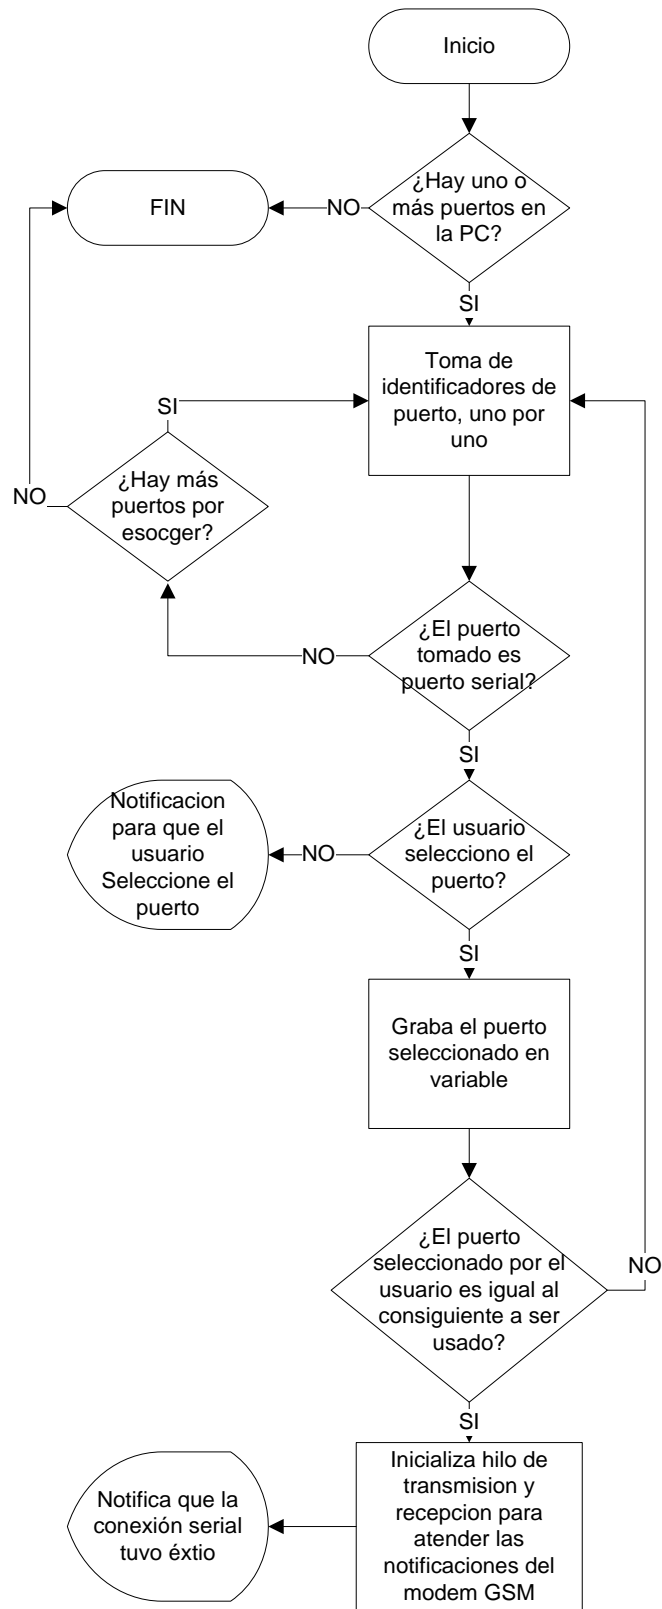 Inicio
¿Hay uno o
más puertos en
la PC?
NO
FIN
SI
Toma de
identificadores de
puerto, uno por
uno
SI
¿Hay más
puertos por
esocger?
NO
¿El puerto
tomado es
puerto serial?
NO
SI
¿El usuario
selecciono el
puerto?
NO
Notificacion
para que el
usuario
Seleccione el
puerto
SI
Graba el puerto
seleccionado en
variable
¿El puerto
seleccionado por el
usuario es igual al
consiguiente a ser
usado?
NO
SI
Inicializa hilo de
transmision y
recepcion para
atender las
notificaciones del
modem GSM
Notifica que la
conexión serial
tuvo éxtio